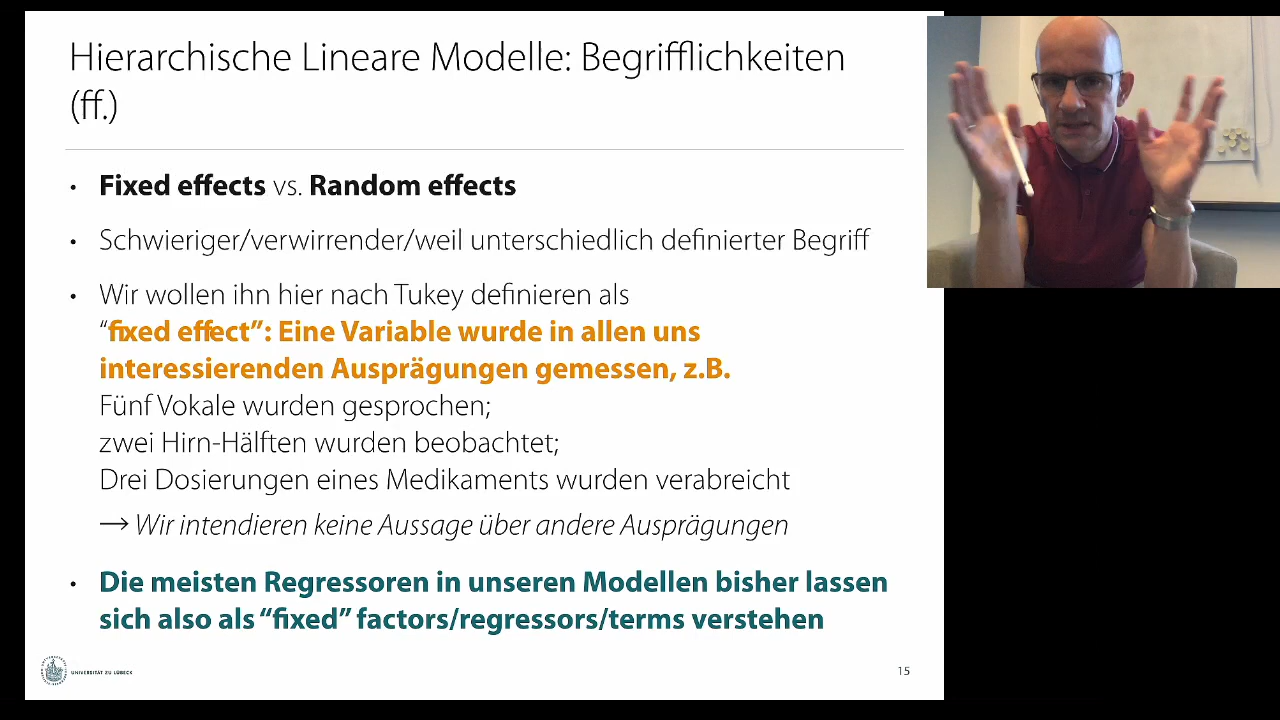 Hierarchische Lineare Modelle: Begrifflichkeiten
(ff.)
• Fixed effects vs. Random effects
• Schwieriger/verwirrender/weil unterschiedlich definierter Begriff
• Wir wollen ihn hier nach Tukey definieren als
“fixed effect”: Eine Variable wurde in allen uns
interessierenden Ausprägungen gemessen, z.B.
Fünf Vokale wurden gesprochen;
zwei Hirn-Hälften wurden beobachtet;
Drei Dosierungen eines Medikaments wurden verabreicht
→ Wir intendieren keine Aussage über andere Ausprägungen
• Die meisten Regressoren in unseren Modellen bisher lassen
sich also als “fixed” factors/regressors/terms verstehen
UNIVERSITÄT ZU LÜBECK
15